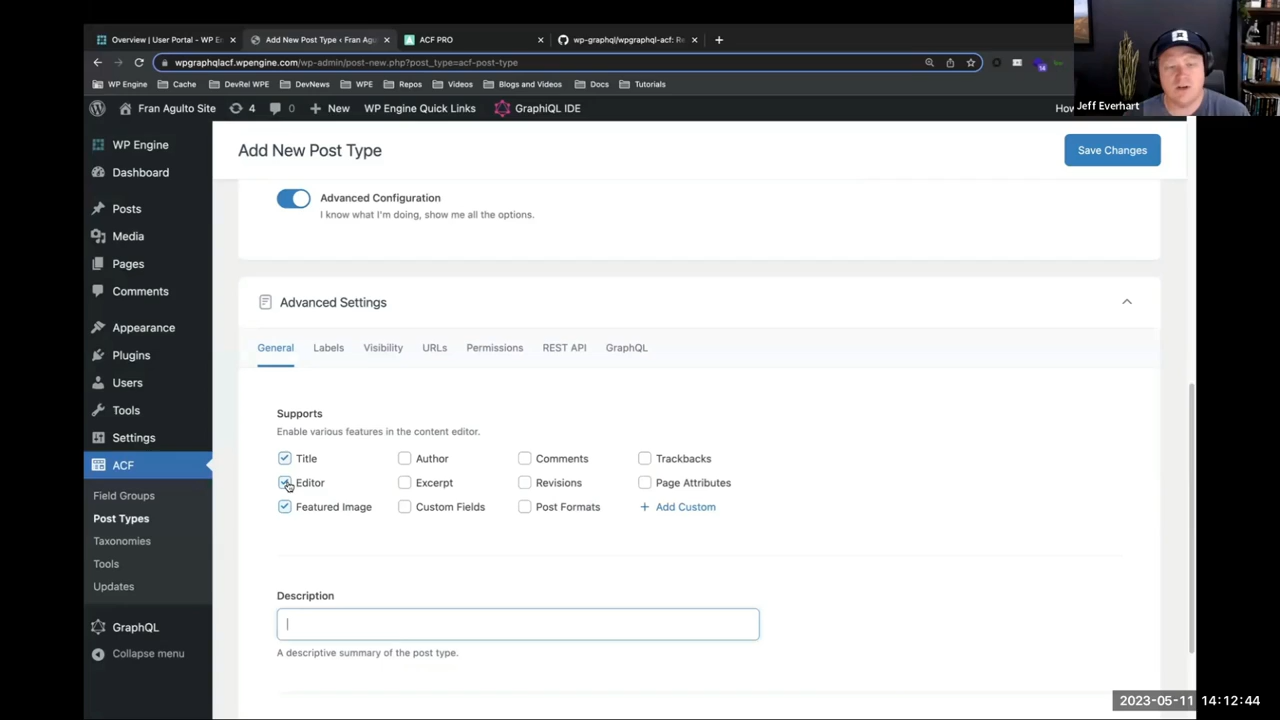 Overview | User Portal - WP E
Add New Post Type ‹ Fran Agu
ACF PRO
wp-graphql/wpgraphql-acf: Re
wpgraphqlacf.wpengine.com/wp-admin/post-new.php?post_type=acf-post-type
WP Engine
Cache
DevRel WPE
DevNews
WPE
Repos
Videos
Blogs and Videos
Docs
Tutorials
Fran Agulto Site
4
0
New
WP Engine Quick Links
GraphiQL IDE
How
Jeff Everhart
WP Engine
Dashboard
Posts
Media
Pages
Comments
Appearance
Plugins
Users
Tools
Settings
ACF
Field Groups
Post Types
Taxonomies
Tools
Updates
GraphQL
Collapse menu
Add New Post Type
Save Changes
Advanced Configuration
I know what I'm doing, show me all the options.
Advanced Settings
General Labels Visibility URLs Permissions REST API GraphQL
Supports
Enable various features in the content editor.
Title Author Comments Trackbacks
Editor Excerpt Revisions Page Attributes
Featured Image Custom Fields Post Formats + Add Custom
Description
A descriptive summary of the post type.
2023-05-11 14:12:44